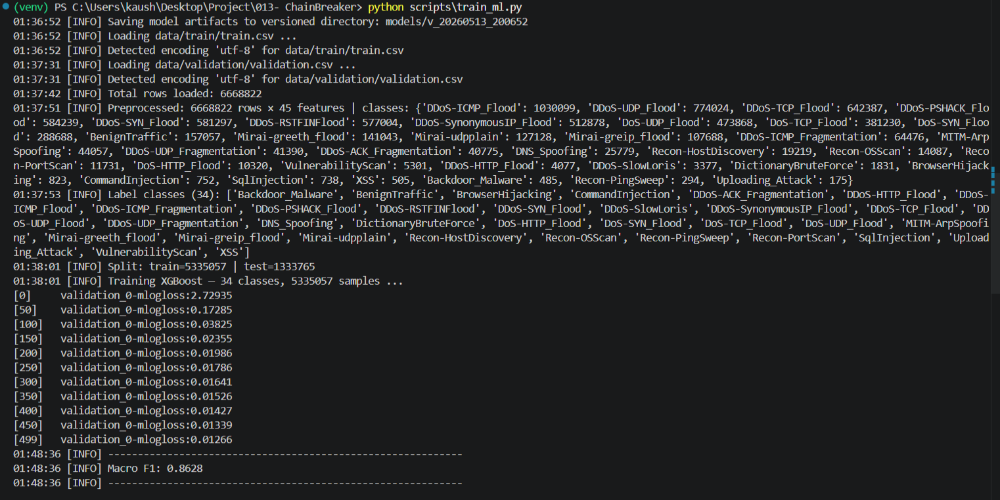 (venv) PS C:\Users\kaush\Desktop\Project\013- ChainBreaker> python scripts\train_ml.py
01:36:52 [INFO] Saving model artifacts to versioned directory: models/v_20260513_200652
01:36:52 [INFO] Loading data/train/train.csv ...
01:36:52 [INFO] Detected encoding 'utf-8' for data/train/train.csv
01:37:31 [INFO] Loading data/validation/validation.csv ...
01:37:31 [INFO] Detected encoding 'utf-8' for data/validation/validation.csv
01:37:42 [INFO] Total rows loaded: 6668822
01:37:51 [INFO] Preprocessed: 6668822 rows × 45 features | classes: {'DDoS-ICMP_Flood': 1030099, 'DDoS-UDP_Flood': 774024, 'DDoS-TCP_Flood': 642387, 'DDoS-PSHACK_Flo
od': 584239, 'DDoS-SYN_Flood': 581297, 'DDoS-RSTFINFlood': 577004, 'DDoS-SynonymousIP_Flood': 512878, 'DoS-UDP_Flood': 473868, 'DoS-TCP_Flood': 381230, 'DoS-SYN_Floo
d': 288688, 'BenignTraffic': 157057, 'Mirai-greeth_flood': 141043, 'Mirai-udpplain': 127128, 'Mirai-greip_flood': 107688, 'DDoS-ICMP_Fragmentation': 64476, 'MITM-Arp
Spoofing': 44057, 'DDoS-UDP_Fragmentation': 41390, 'DDoS-ACK_Fragmentation': 40775, 'DNS_Spoofing': 25779, 'Recon-HostDiscovery': 19219, 'Recon-OSScan': 14087, 'Reco
n-PortScan': 11731, 'DoS-HTTP_Flood': 10320, 'VulnerabilityScan': 5301, 'DDoS-HTTP_Flood': 4077, 'DDoS-SlowLoris': 3377, 'DictionaryBruteForce': 1831, 'BrowserHijack
ing': 823, 'CommandInjection': 752, 'SqlInjection': 738, 'XSS': 505, 'Backdoor_Malware': 485, 'Recon-PingSweep': 294, 'Uploading_Attack': 175}
01:37:53 [INFO] Label classes (34): ['Backdoor_Malware', 'BenignTraffic', 'BrowserHijacking', 'CommandInjection', 'DDoS-ACK_Fragmentation', 'DDoS-HTTP_Flood', 'DDoS-
ICMP_Flood', 'DDoS-ICMP_Fragmentation', 'DDoS-PSHACK_Flood', 'DDoS-RSTFINFlood', 'DDoS-SYN_Flood', 'DDoS-SlowLoris', 'DDoS-SynonymousIP_Flood', 'DDoS-TCP_Flood', 'DD
oS-UDP_Flood', 'DDoS-UDP_Fragmentation', 'DNS_Spoofing', 'DictionaryBruteForce', 'DoS-HTTP_Flood', 'DoS-SYN_Flood', 'DoS-TCP_Flood', 'DoS-UDP_Flood', 'MITM-ArpSpoofi
ng', 'Mirai-greeth_flood', 'Mirai-greip_flood', 'Mirai-udpplain', 'Recon-HostDiscovery', 'Recon-OSScan', 'Recon-PingSweep', 'Recon-PortScan', 'SqlInjection', 'Upload
ing_Attack', 'VulnerabilityScan', 'XSS']
01:38:01 [INFO] Split: train=5335057 | test=1333765
01:38:01 [INFO] Training XGBoost — 34 classes, 5335057 samples ...
[0]	validation_0-mlogloss:2.72935
[50]	validation_0-mlogloss:0.17285
[100]	validation_0-mlogloss:0.03825
[150]	validation_0-mlogloss:0.02355
[200]	validation_0-mlogloss:0.01986
[250]	validation_0-mlogloss:0.01786
[300]	validation_0-mlogloss:0.01641
[350]	validation_0-mlogloss:0.01526
[400]	validation_0-mlogloss:0.01427
[450]	validation_0-mlogloss:0.01339
[499]	validation_0-mlogloss:0.01266
01:48:36 [INFO] ------------------------------------------------------------
01:48:36 [INFO] Macro F1: 0.8628
01:48:36 [INFO] ------------------------------------------------------------